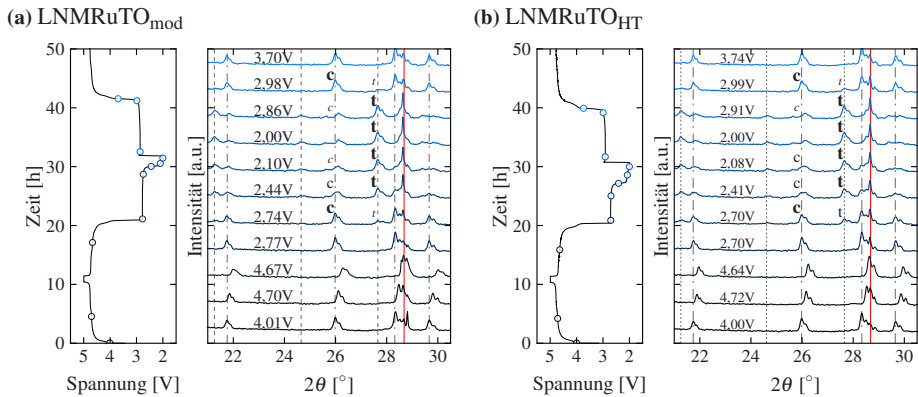 (a) LNMRuTO_mod
(b) LNMRuTO_HT
50
40
30
20
10
0
Zeit [h]
5 4 3 2 1
Spannung [V]
Intensität [a.u.]
3,70V
c
t
2,98V
t
2,86V
c
t
2,00V
t
2,10V
c
t
2,44V
c
t
2,74V
c
t
2,77V
4,67V
4,70V
4,01V
22 24 26 28 30
2θ [°]
50
40
30
20
10
0
Zeit [h]
5 4 3 2 1
Spannung [V]
Intensität [a.u.]
3,74V
c
t
2,99V
t
2,91V
c
t
2,00V
t
2,08V
c
t
2,41V
c
t
2,70V
c
t
2,70V
4,64V
4,72V
4,00V
22 24 26 28 30
2θ [°]